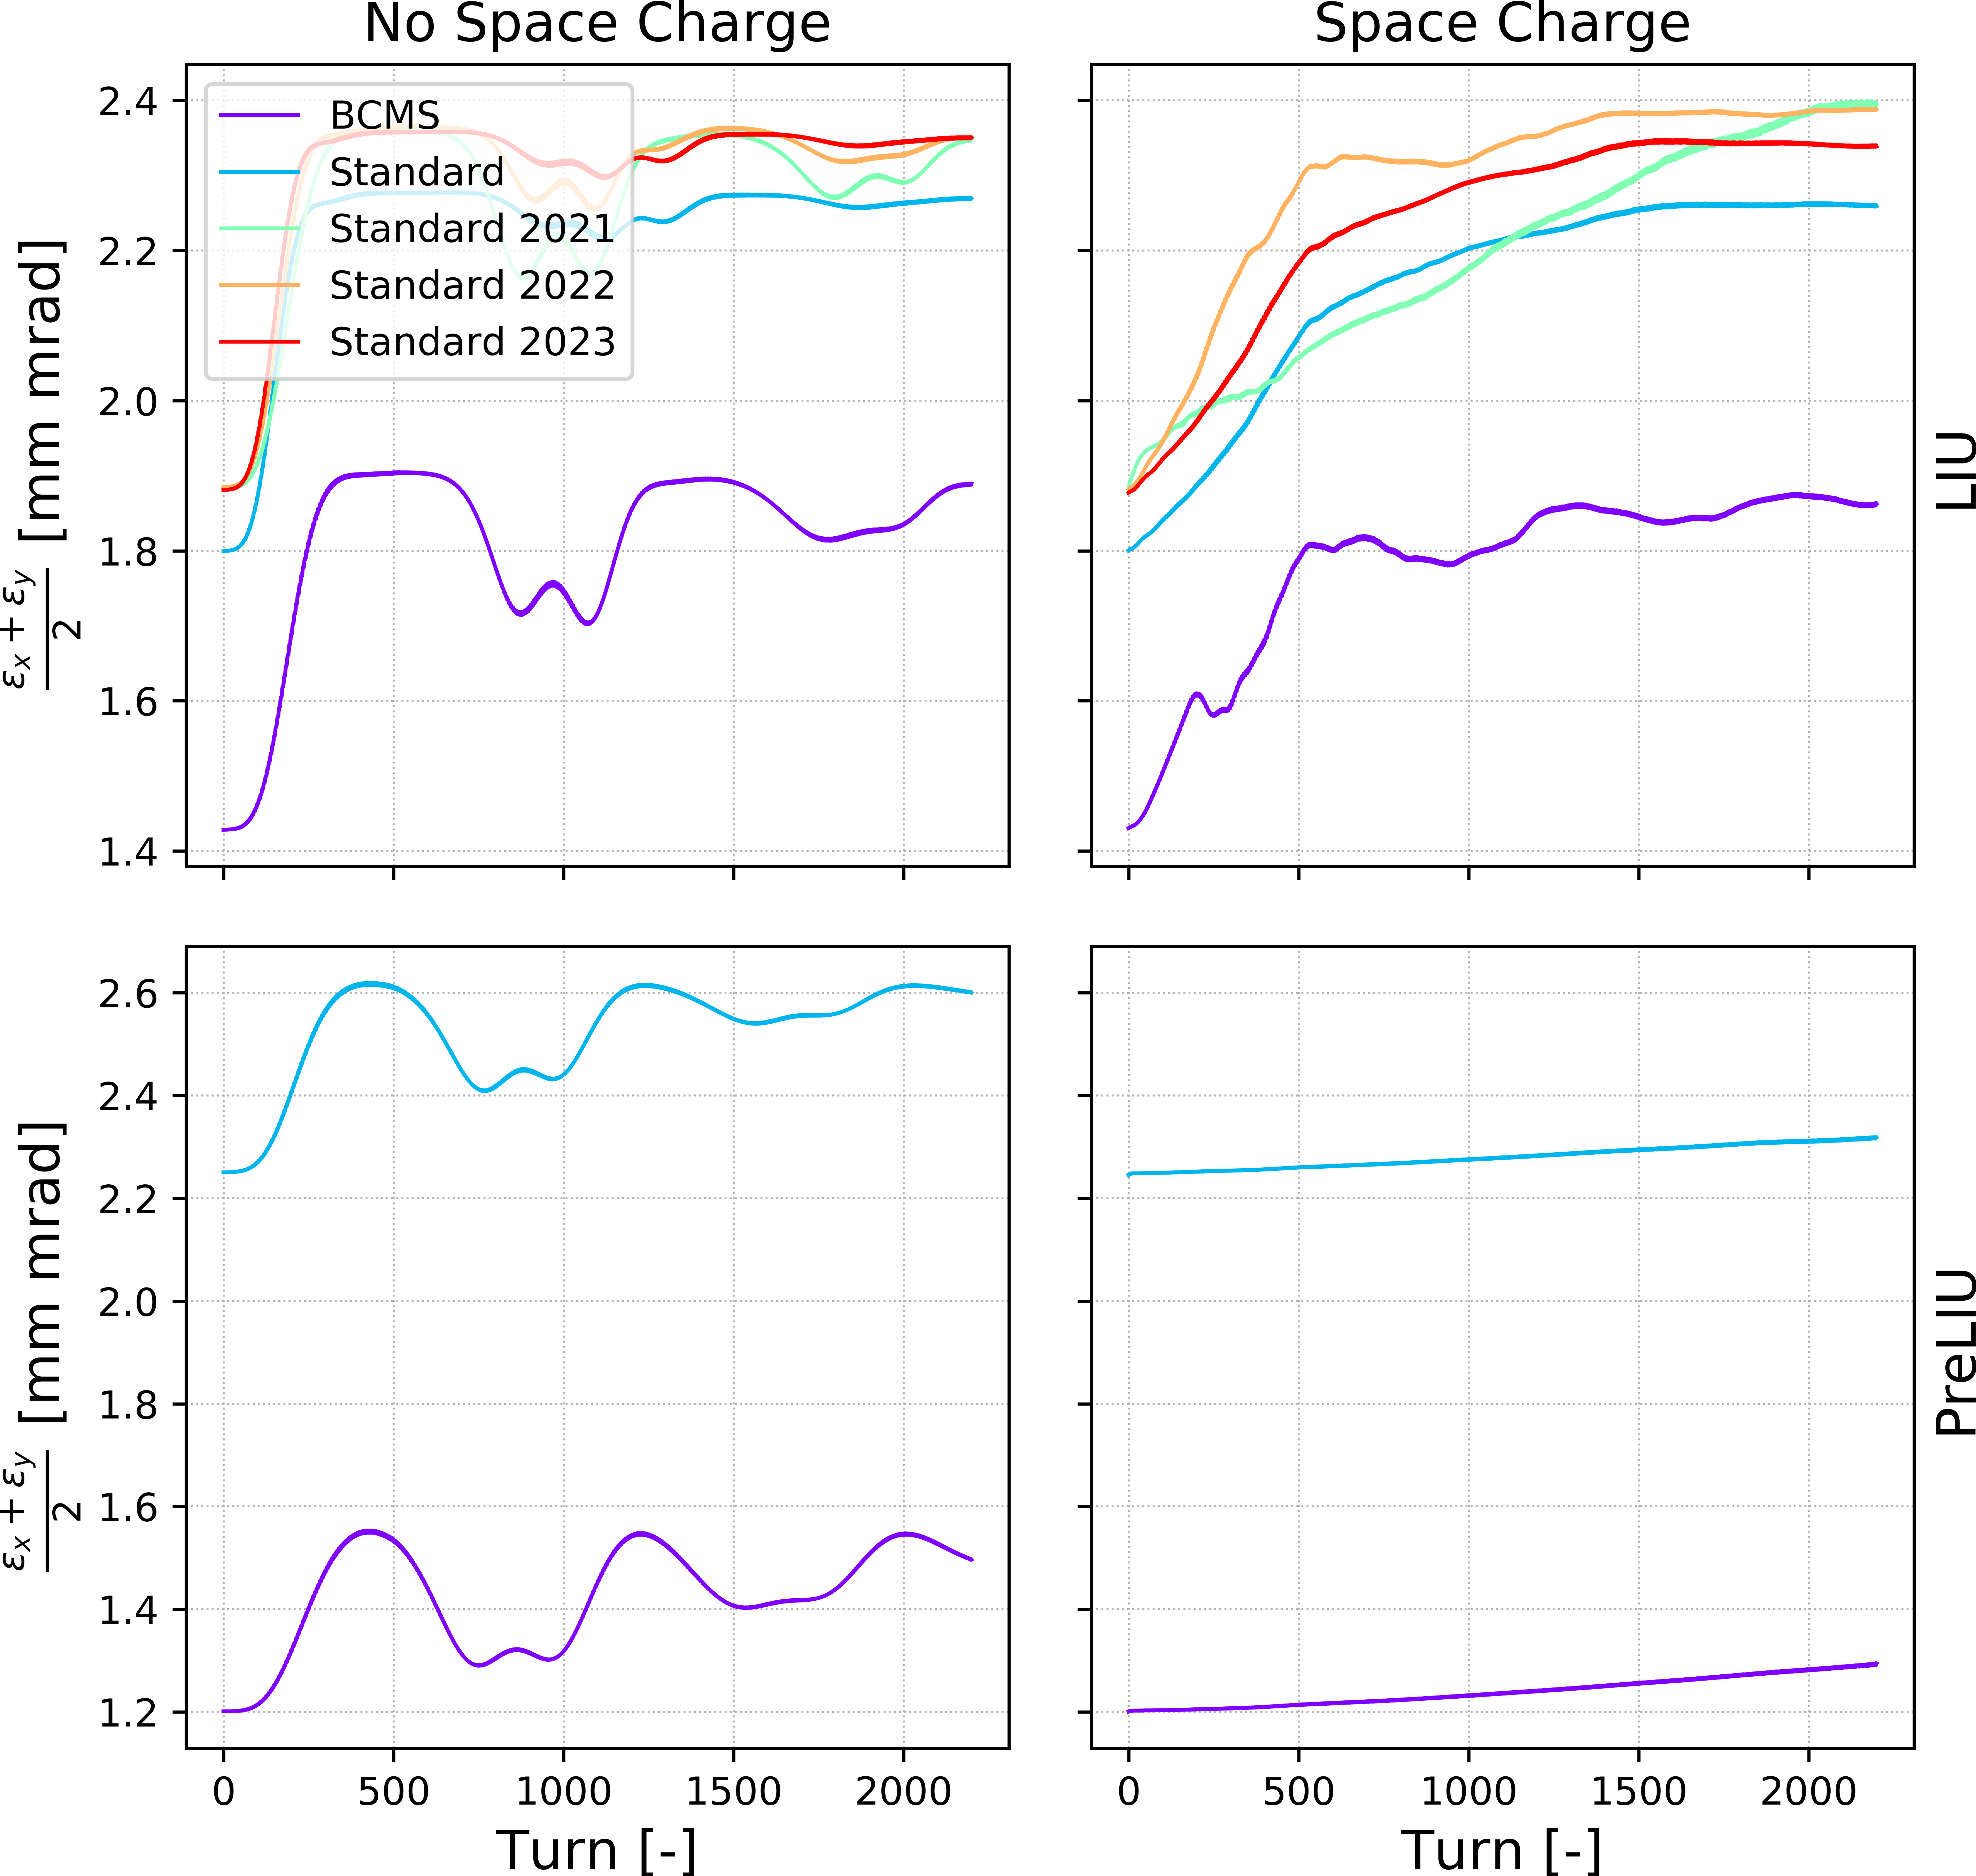 No Space Charge
Space Charge
2.4
2.2
2.0
1.8
1.6
1.4
BCMS
Standard
Standard 2021
Standard 2022
Standard 2023
εx + εy
2
[mm mrad]
LIU
2.6
2.4
2.2
2.0
1.8
1.6
1.4
1.2
εx + εy
2
[mm mrad]
PreLIU
0 500 1000 1500 2000
0 500 1000 1500 2000
Turn [-]
Turn [-]